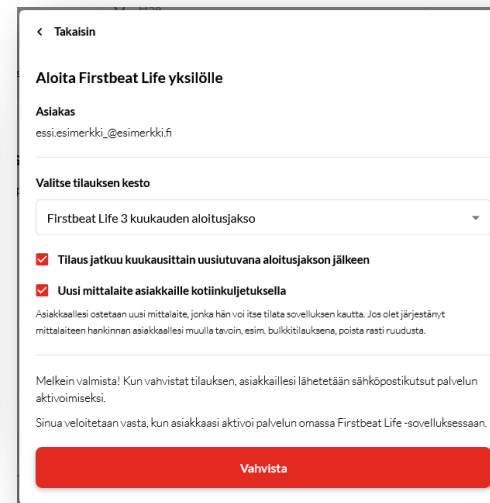 Takaisin
Aloita Firstbeat Life yksilölle
Asiakas
essi.esimerkki_@esimerkki.fi
Valitse tilauksen kesto
Firstbeat Life 3 kuukauden aloitusjakso
Tilaus jatkuu kuukausittain uusiutuvana aloitusjakson jälkeen
Uusi mittalaite asiakkaille kotiinkuljetuksella
Asiakkaallesi ostetaan uusi mittalaite, jonka hän voi itse tilata sovelluksen kautta. Jos olet järjestänyt
mittalaiteen hankinnan asiakkaallesi muulla tavoin, esim. bulkkitilauksena, poista rasti ruudusta.
Melkein valmista! Kun vahvistat tilauksen, asiakkaillesi lähetetään sähköpostikutsut palvelun
aktivoimiseksi.
Sinua veloitetaan vasta, kun asiakkaasi aktivoi palvelun omassa Firstbeat Life -sovelluksessaan.
Vahvista